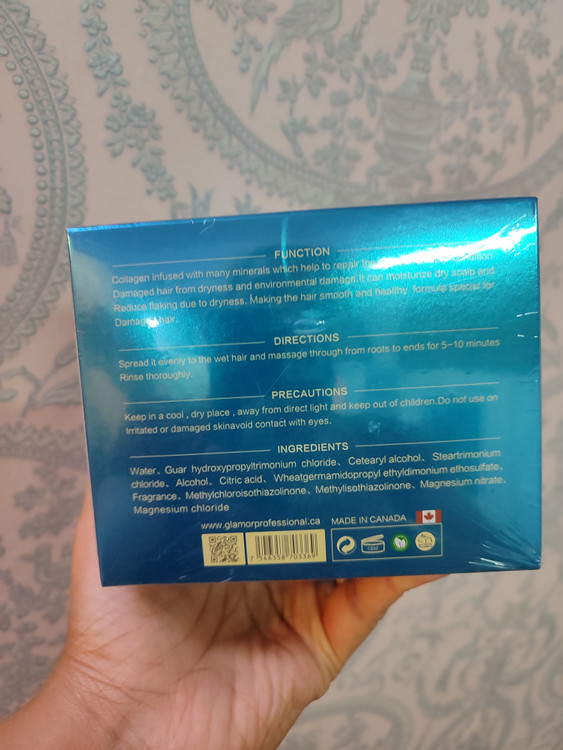 FUNCTION
Collagen infused with many minerals which help to repair
Damaged hair from dryness and environmental damage.It can moisturize dry scalp and
Reduce flaking due to dryness. Making the hair smooth and healthy formula special for
Damaged hair.
DIRECTIONS
Spread it evenly to the wet hair and massage through from roots to ends for 5-10 minutes
Rinse thoroughly.
PRECAUTIONS
Keep in a cool , dry place , away from direct light and keep out of children.Do not use on
Irritated or damaged skinavoid contact with eyes.
INGREDIENTS
Water、Guar hydroxypropyltrimonium chloride、Cetearyl alcohol、Steartrimonium
chloride、Alcohol、Citric acid、Wheatgermamidopropyl ethyldimonium ethosulfate、
Fragrance、Methylchloroisothiazolinone、Methylisothiazolinone、Magnesium nitrate、
Magnesium chloride
www.glamorprofessional.ca MADE IN CANADA
7 546358 703369